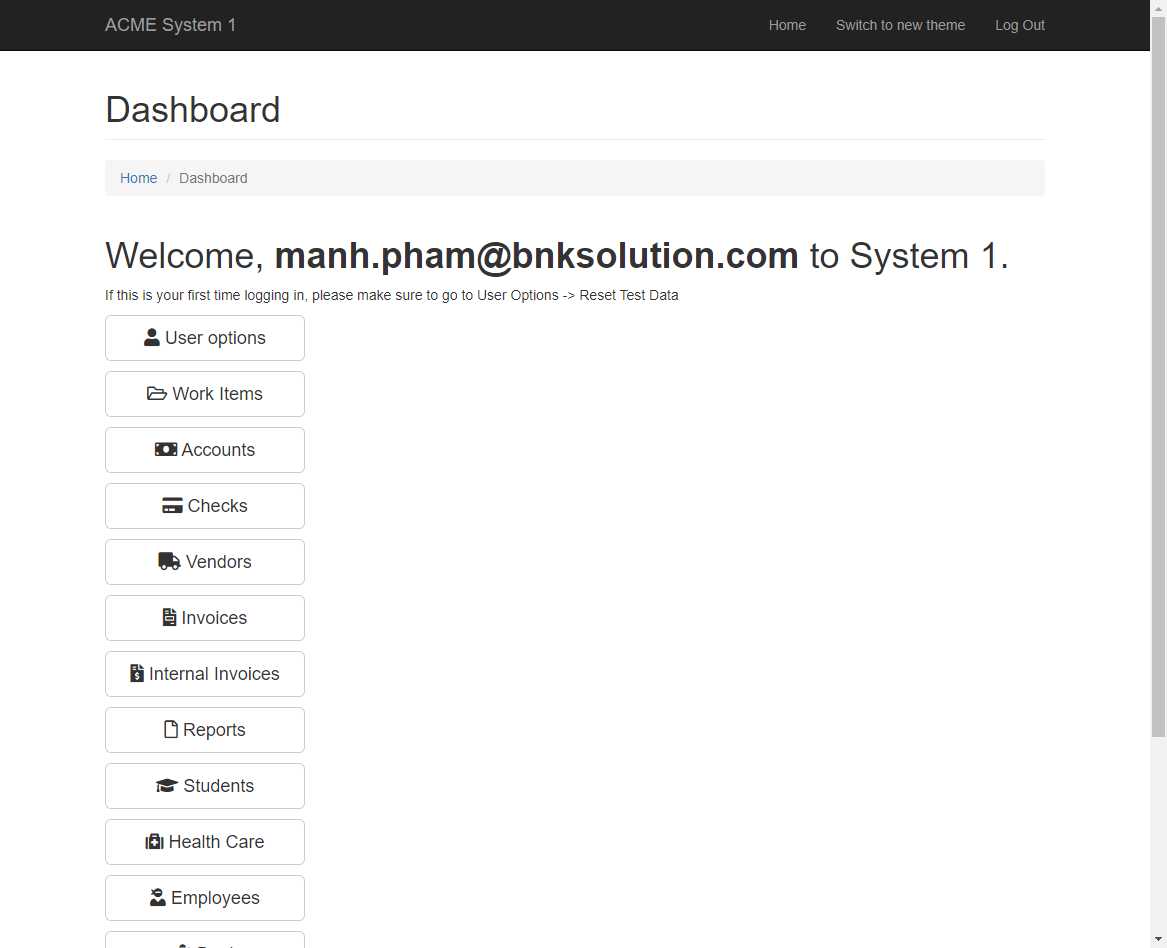 ACME System 1
Home Switch to new theme Log Out
Dashboard
Home / Dashboard
Welcome, manh.pham@bnksolution.com to System 1.
If this is your first time logging in, please make sure to go to User Options -> Reset Test Data
User options
Work Items
Accounts
Checks
Vendors
Invoices
Internal Invoices
Reports
Students
Health Care
Employees